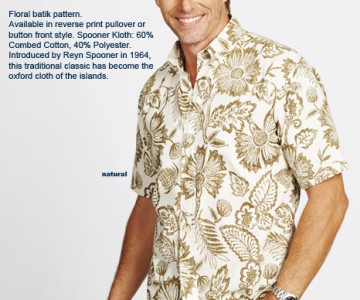 Floral batik pattern.
Available in reverse print pullover or
button front style. Spooner Kloth: 60%
Combed Cotton, 40% Polyester.
Introduced by Reyn Spooner in 1964,
this traditional classic has become the
oxford cloth of the islands.
natural